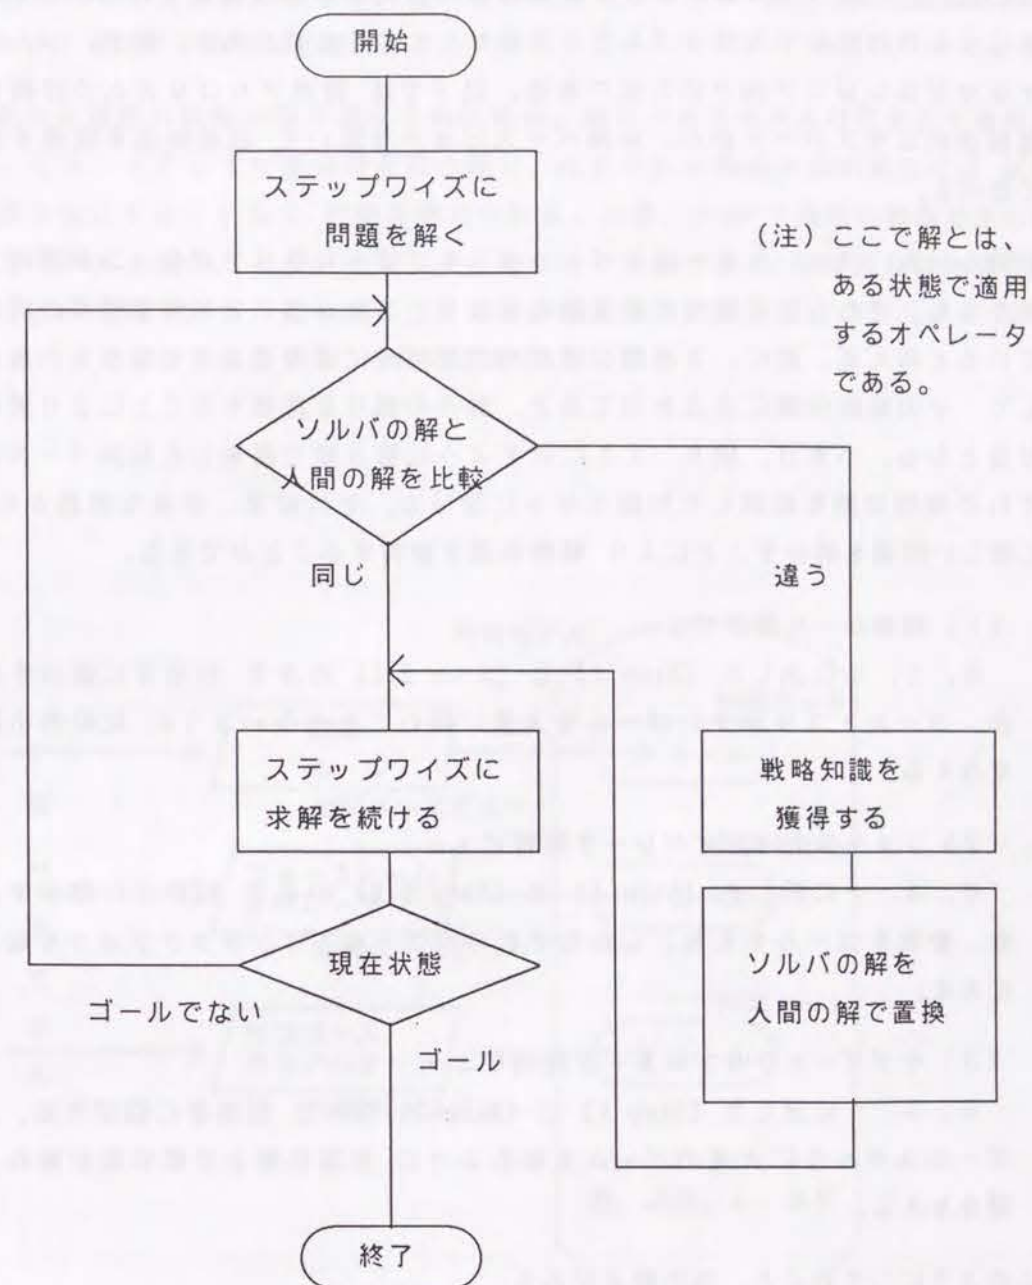 開始
ステップワイズに
問題を解く
(注)ここで解とは、
ある状態で適用
するオペレータ
である。
ソルバの解と
人間の解を比較
同じ
違う
ステップワイズに
求解を続ける
戦略知識を
獲得する
現在状態
ソルバの解を
人間の解で置換
ゴールでない
ゴール
終了